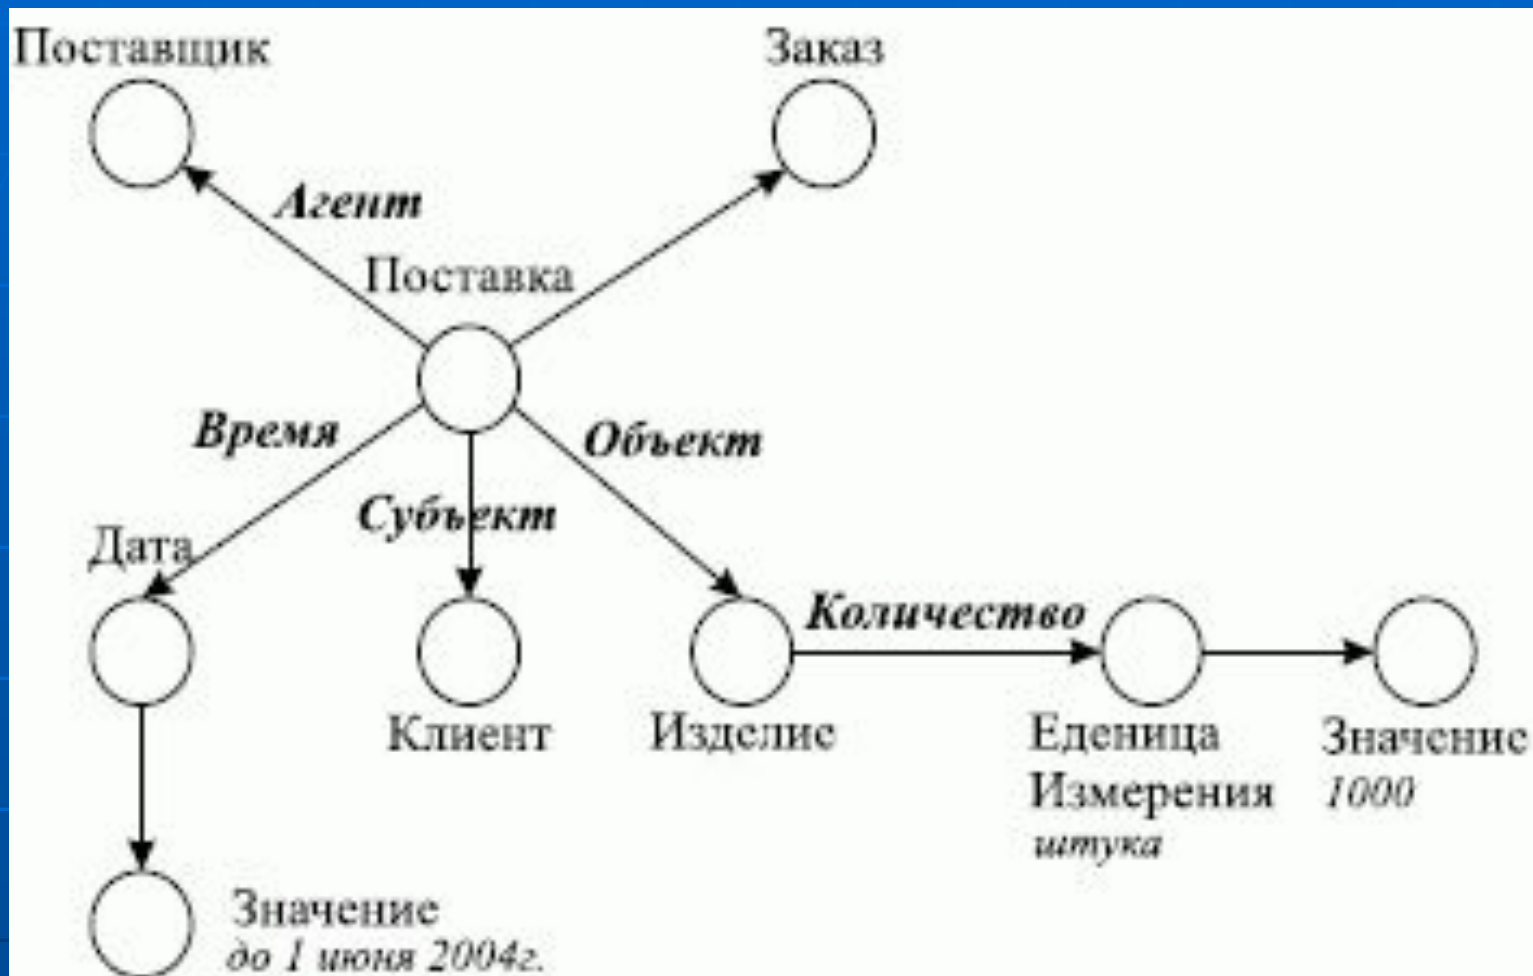 Поставщик
Заказ
Агент
Поставка
Время
Объект
Субъект
Дата
Количество
Клиент
Изделие
Еденица
Измерения
штука
Значение
1000
Значение
до 1 июня 2004г.